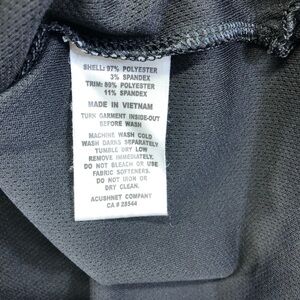 SHELL: 97% POLYESTER
3% SPANDEX
TRIM: 89% POLYESTER
11% SPANDEX
MADE IN VIETNAM
TURN GARMENT INSIDE-OUT
BEFORE WASH
MACHINE WASH COLD
WASH DARKS SEPARATELY
TUMBLE DRY LOW
REMOVE IMMEDIATELY.
DO NOT BLEACH OR USE
FABRIC SOFTENERS.
DO NOT IRON OR
DRY CLEAN.
ACUSHNET COMPANY
CA # 28544